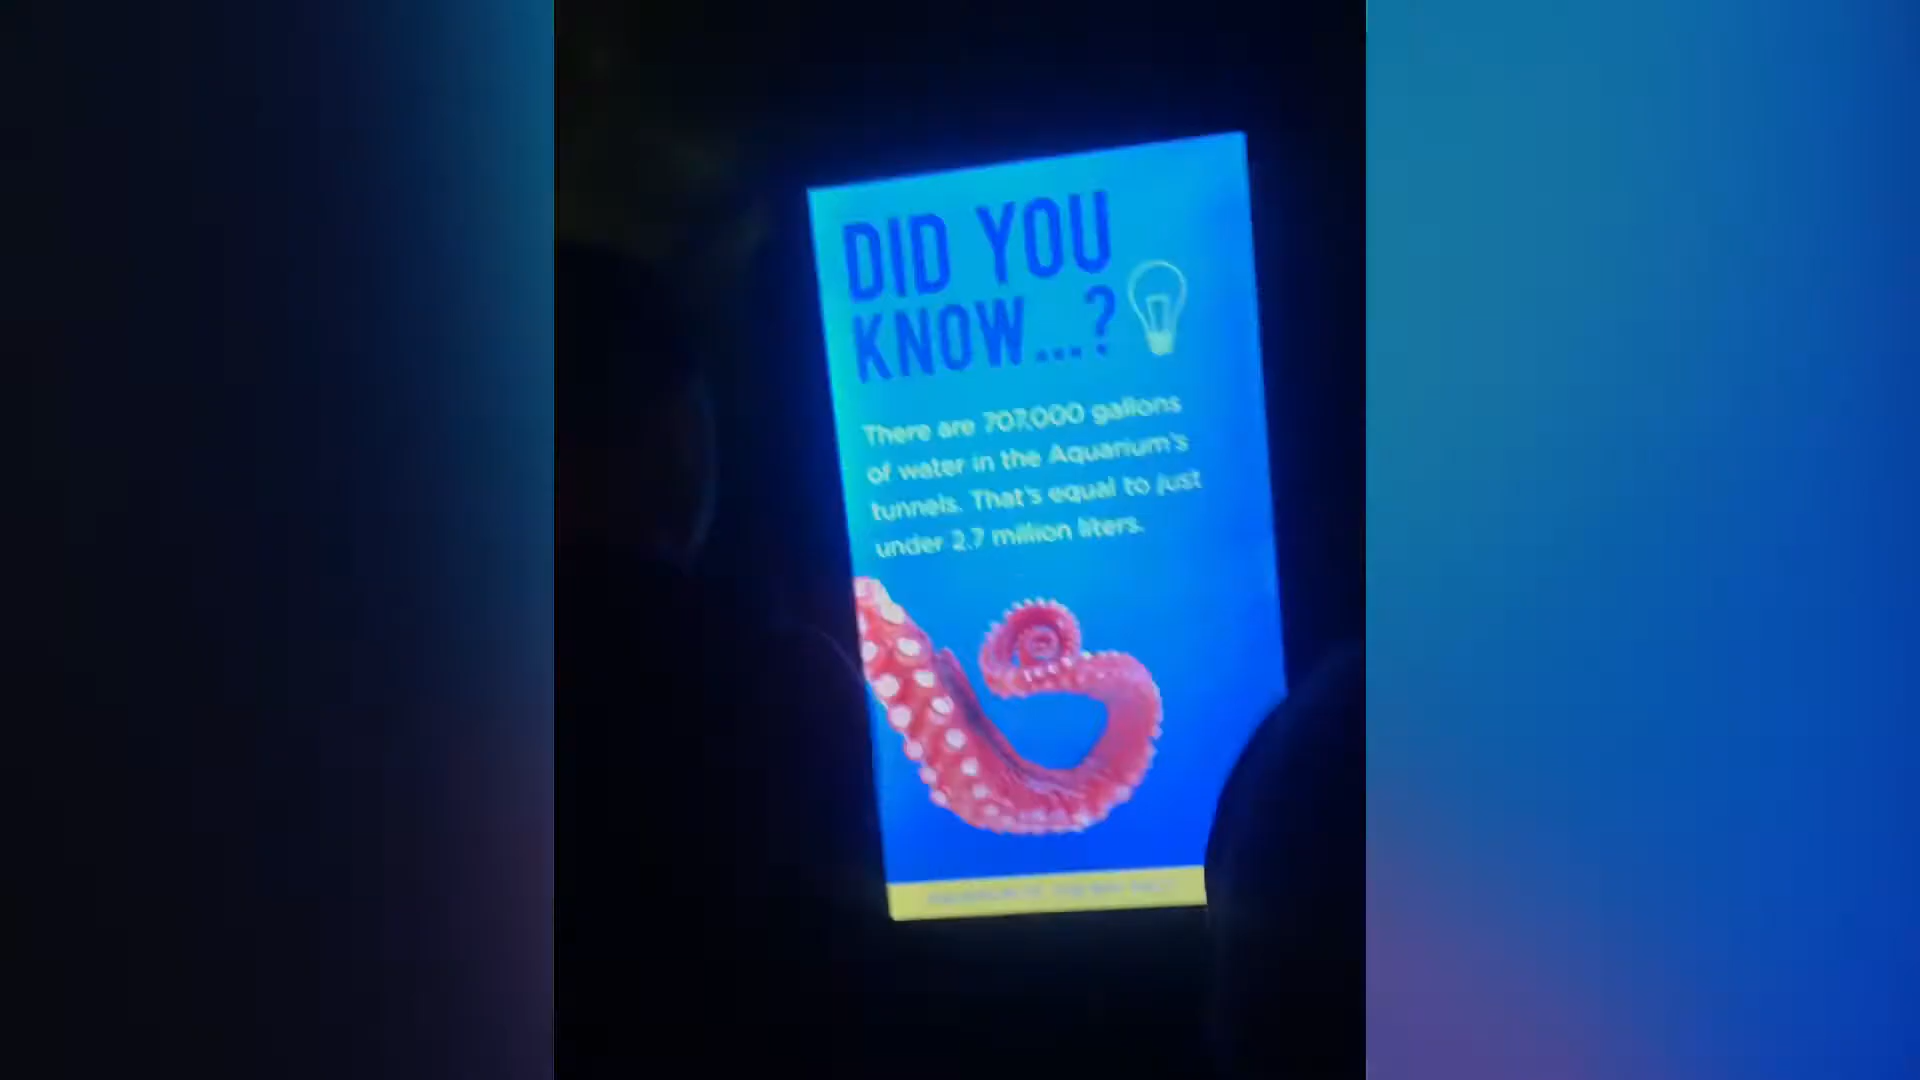 DID YOU
KNOW...?
There are 707,000 gallons
of water in the Aquarium's
tunnels. That's equal to just
under 2.7 million liters.